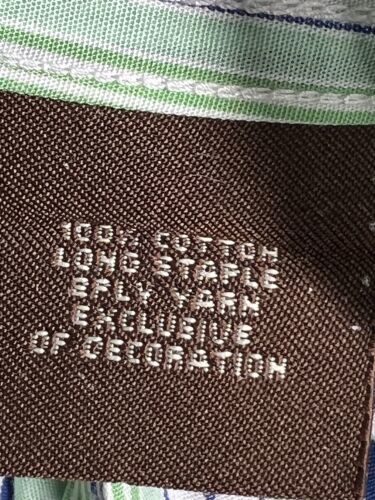 100% COTTON
LONG STAPLE
2PLY YARN
EXCLUSIVE
OF DECORATION